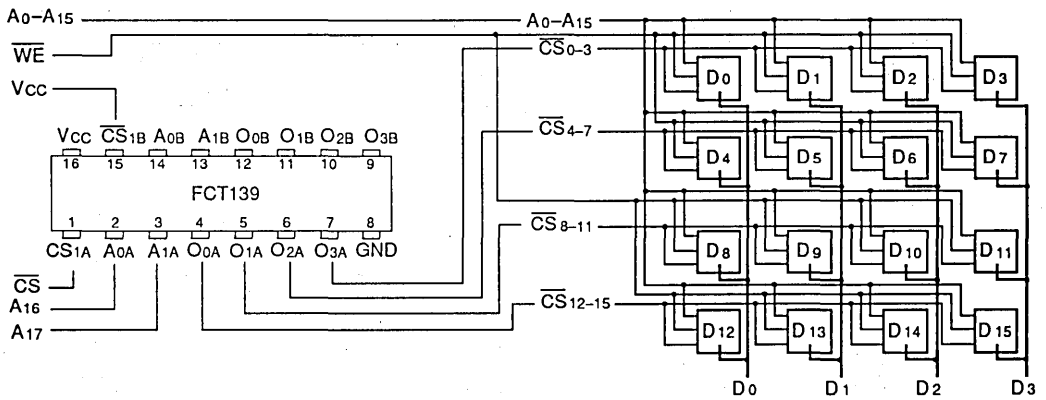 A0–A15
A0–A15
WE
CS0–3
VCC
D0 D1 D2 D3
CS4–7
VCC CS1B A0B A1B O0B O1B O2B O3B
16 15 14 13 12 11 10 9
D4 D5 D6 D7
FCT139
1 2 3 4 5 6 7 8
CS1A A0A A1A O0A O1A O2A O3A GND
CS8–11
D8 D9 D10 D11
CS
A16
CS12–15
A17
D12 D13 D14 D15
D0 D1 D2 D3